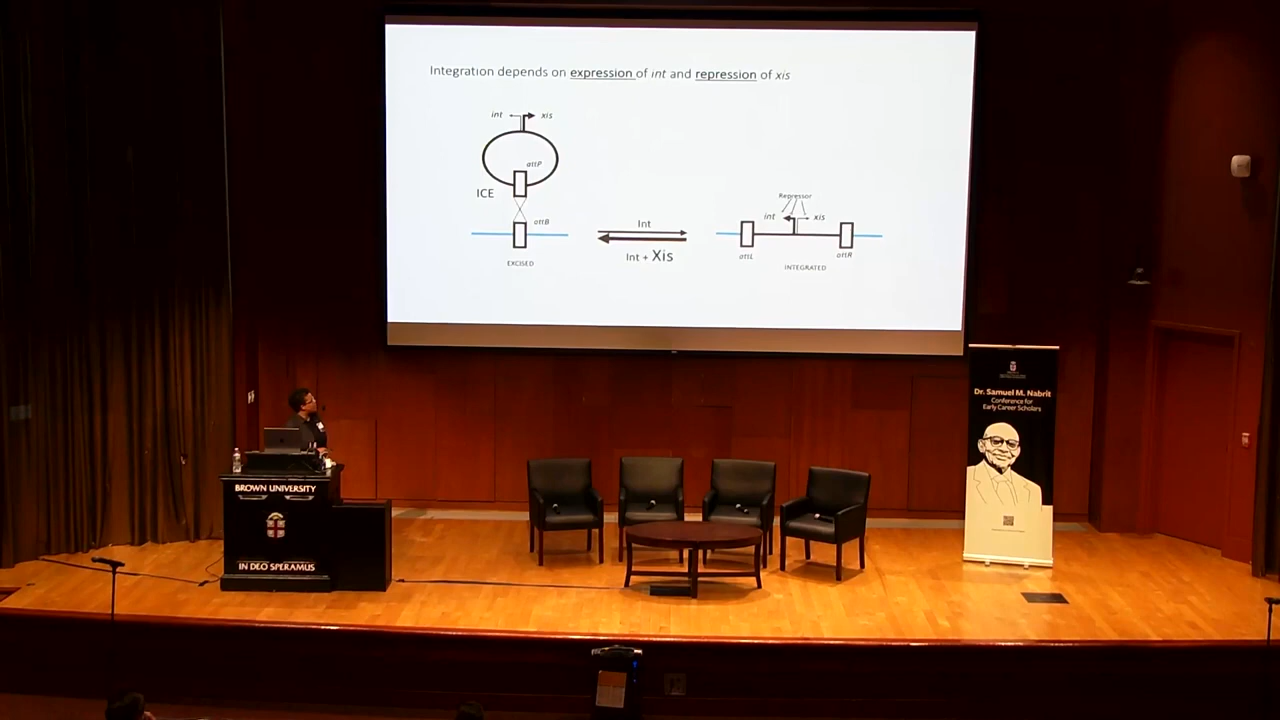 Integration depends on expression of int and repression of xis
int
xis
attP
ICE
attB
EXCISED
Int
Int + Xis
Repressor
int
xis
attL
attR
INTEGRATED
Dr. Samuel M. Nabrit
Conference for
Early Career Scholars
BROWN UNIVERSITY
IN DEO SPERAMUS